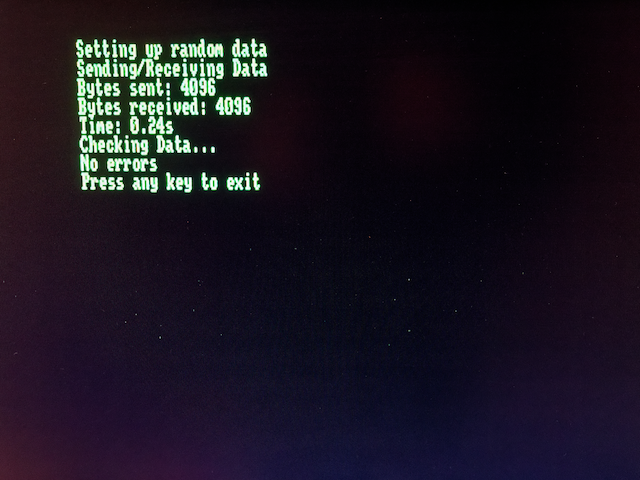 Setting up random data
Sending/Receiving Data
Bytes sent: 4096
Bytes received: 4096
Time: 0.24s
Checking Data...
No errors
Press any key to exit